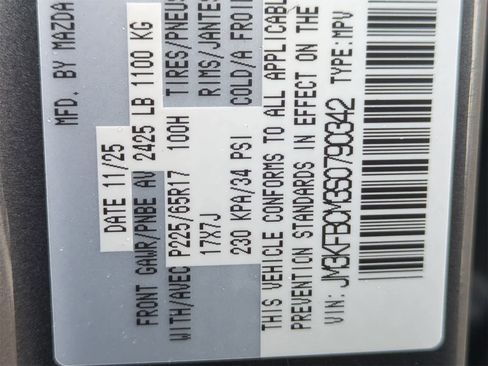 MFD. BY MAZDA
DATE 11/25
FRONT GAWR/PNBE AV 2425 LB 1100 KG
WITH/AVEC P225/65R17 100H TIRES/PNEUS
17X7J RIMS/JANTES
230 KPA/34 PSI COLD/A FROID
THIS VEHICLE CONFORMS TO ALL APPLICABL
PREVENTION STANDARDS IN EFFECT ON THE
VIN: JM3KFBCM3S0790342 TYPE:MPV